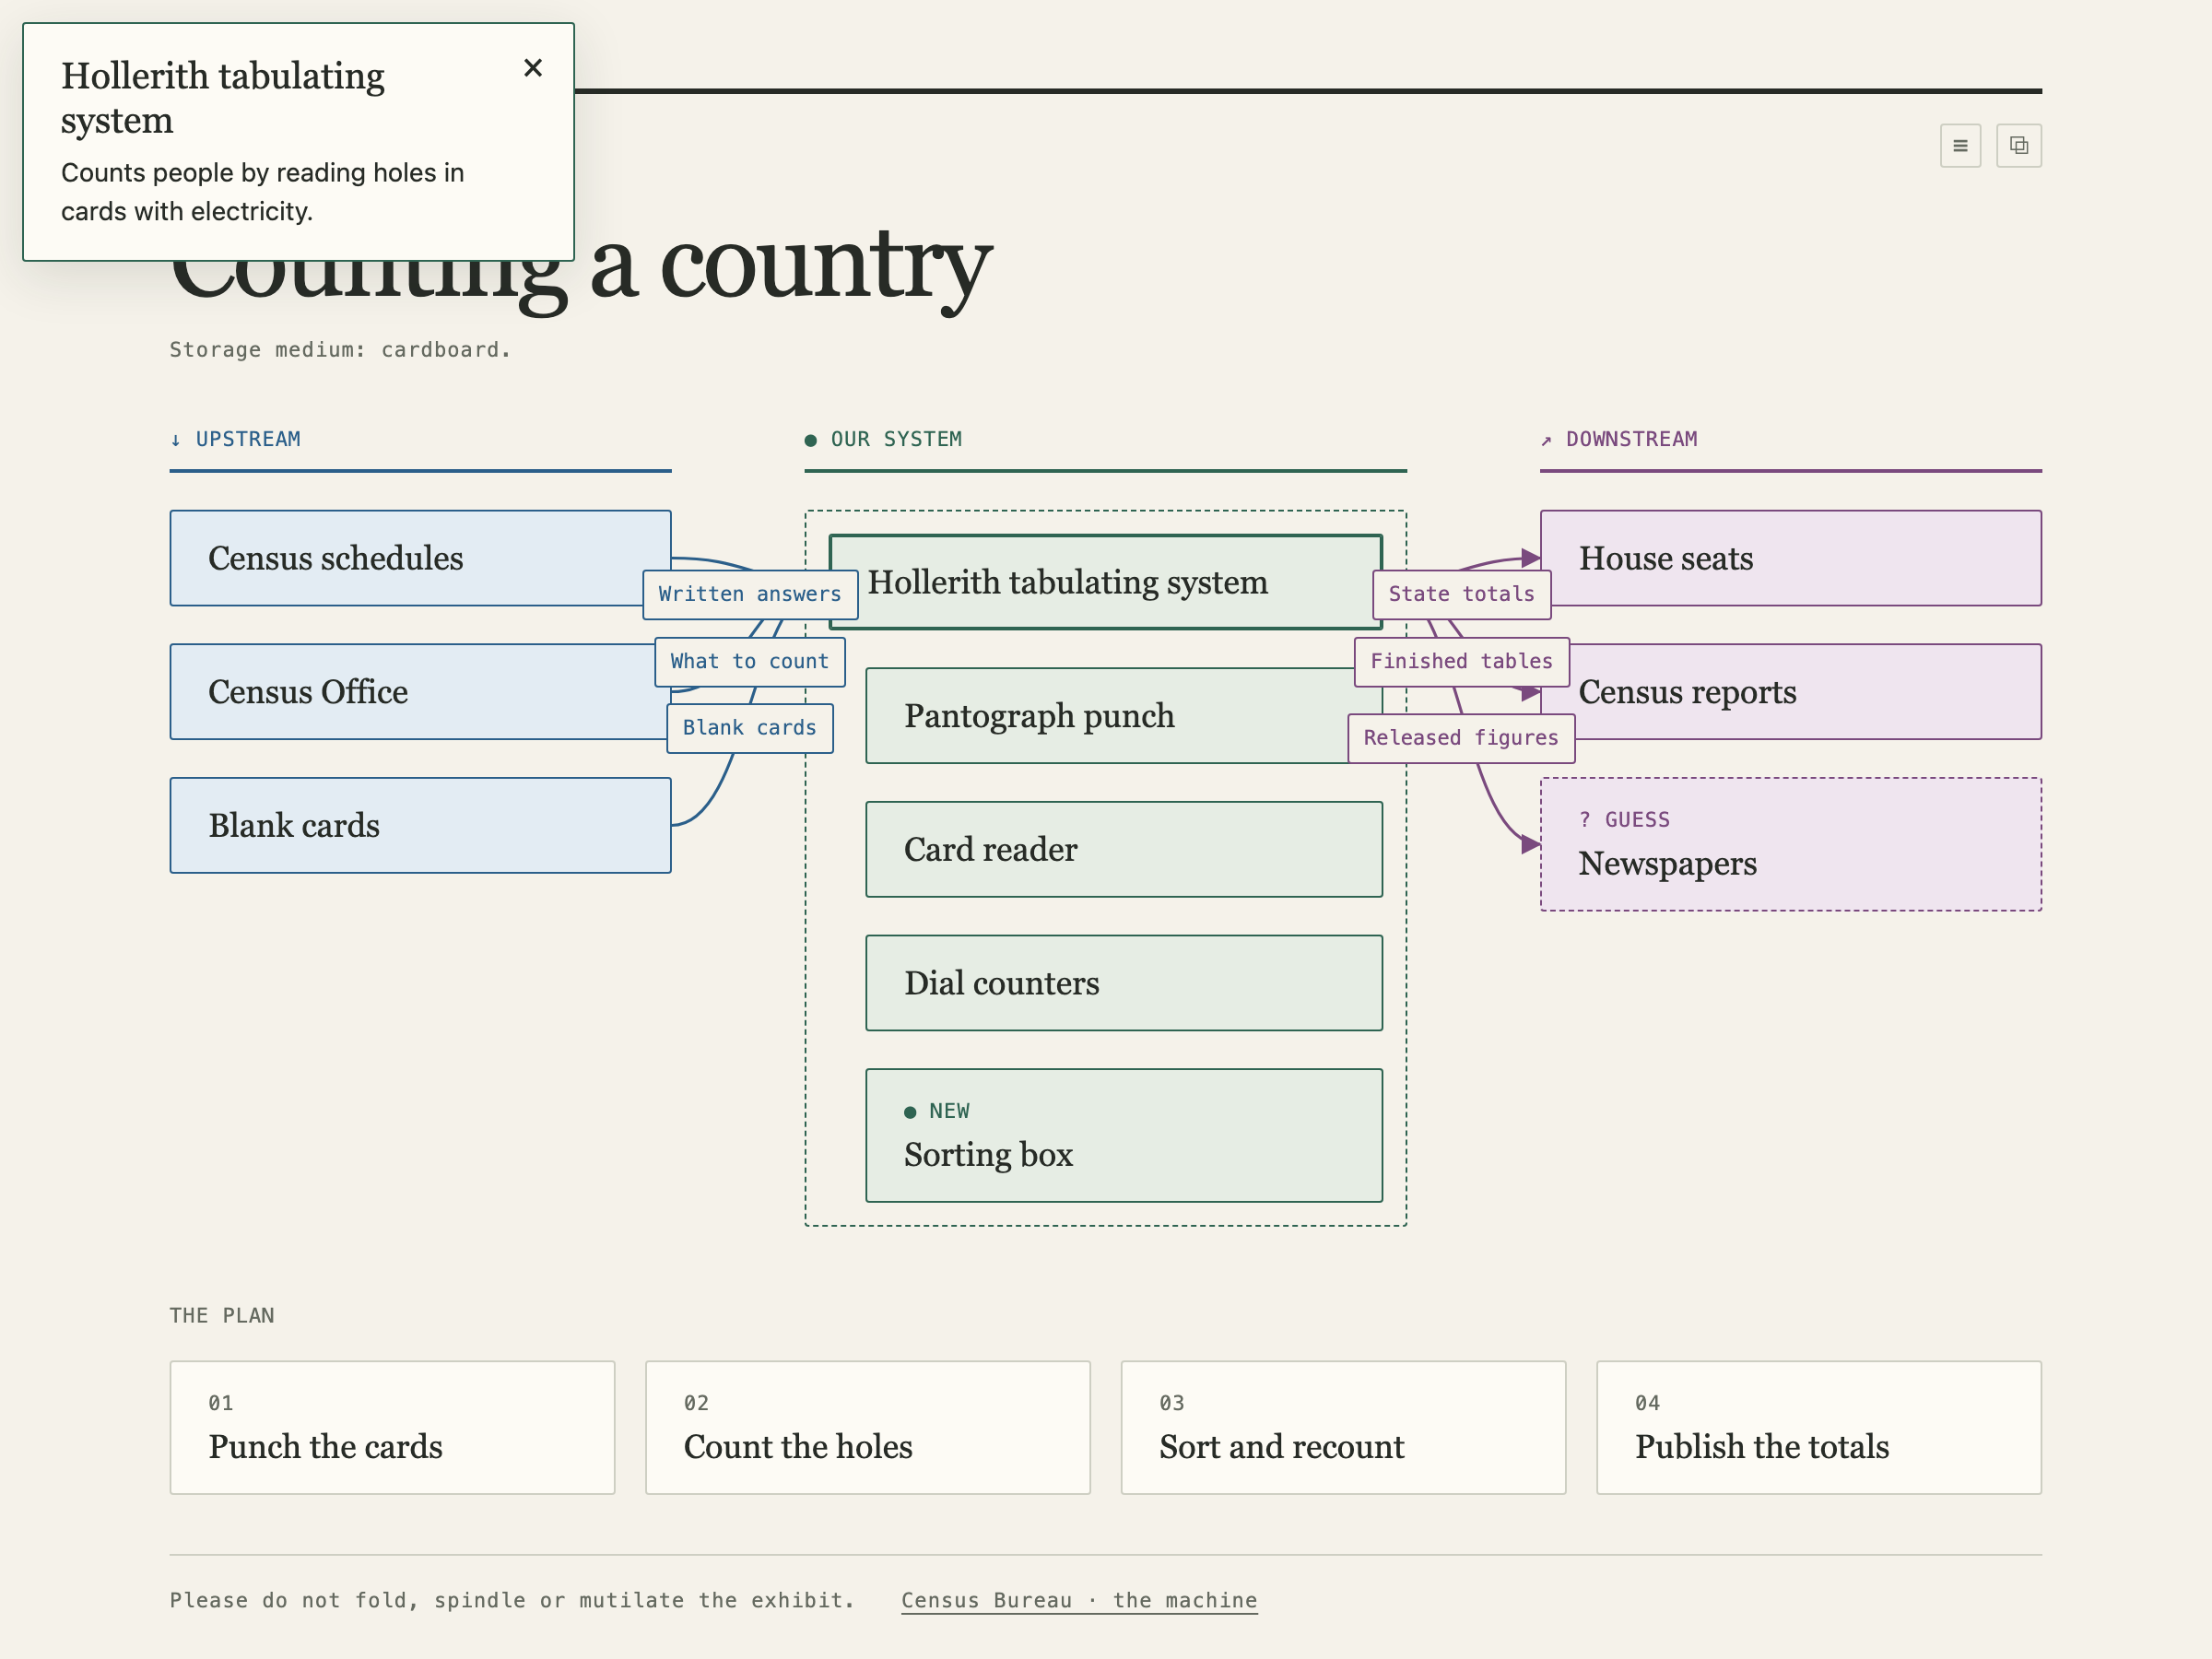 Hollerith tabulating
system
×
Counts people by reading holes in
cards with electricity.
Counting a country
Storage medium: cardboard.
↓ UPSTREAM
Census schedules
Census Office
Blank cards
Written answers
What to count
Blank cards
● OUR SYSTEM
Hollerith tabulating system
Pantograph punch
Card reader
Dial counters
● NEW
Sorting box
State totals
Finished tables
Released figures
↗ DOWNSTREAM
House seats
Census reports
? GUESS
Newspapers
THE PLAN
01
Punch the cards
02
Count the holes
03
Sort and recount
04
Publish the totals
Please do not fold, spindle or mutilate the exhibit. Census Bureau · the machine